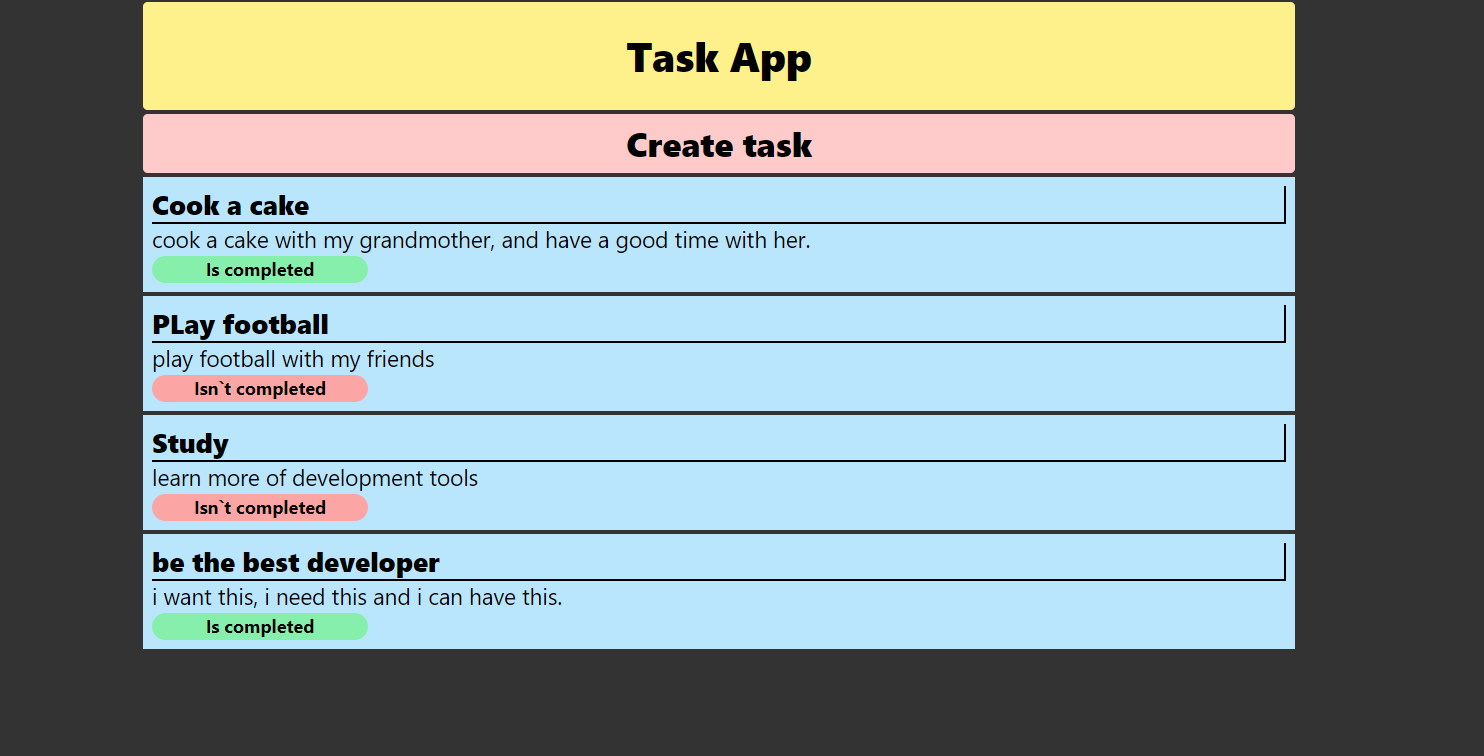 Task App
Create task
Cook a cake
cook a cake with my grandmother, and have a good time with her.
Is completed
PLay football
play football with my friends
Isn`t completed
Study
learn more of development tools
Isn`t completed
be the best developer
i want this, i need this and i can have this.
Is completed